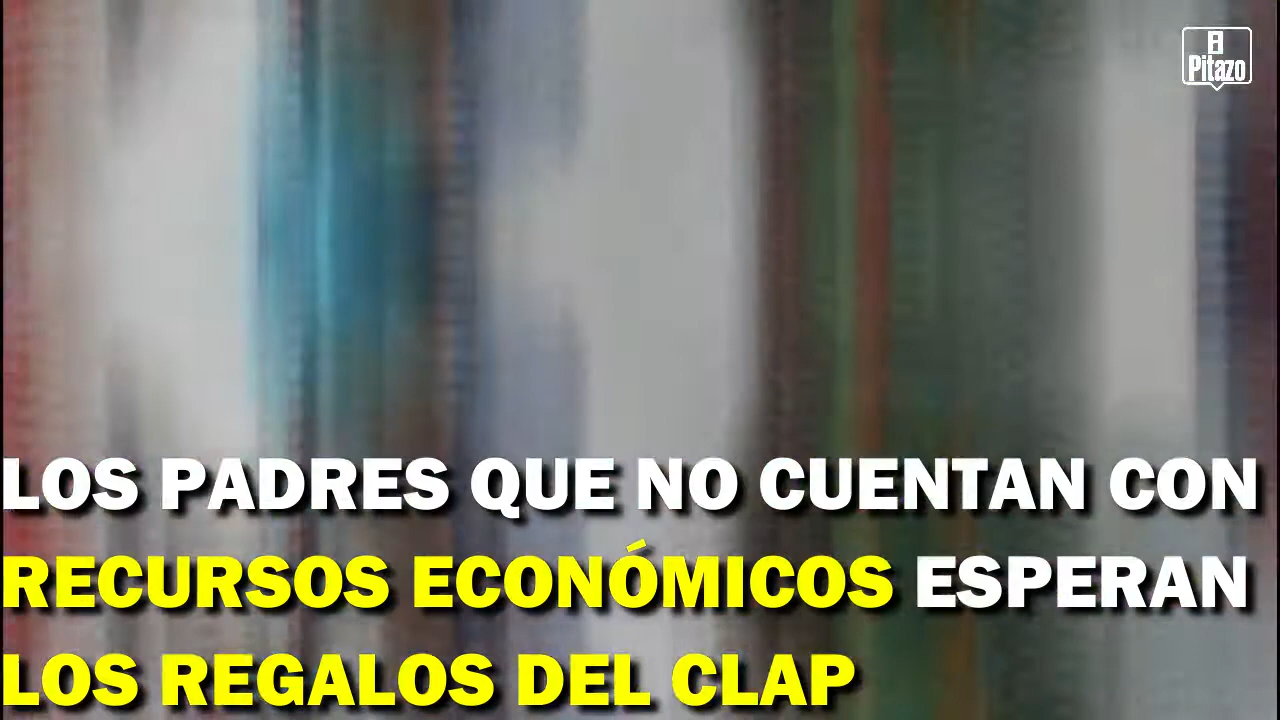 El
Pitazo
LOS PADRES QUE NO CUENTAN CON
RECURSOS ECONÓMICOS ESPERAN
LOS REGALOS DEL CLAP